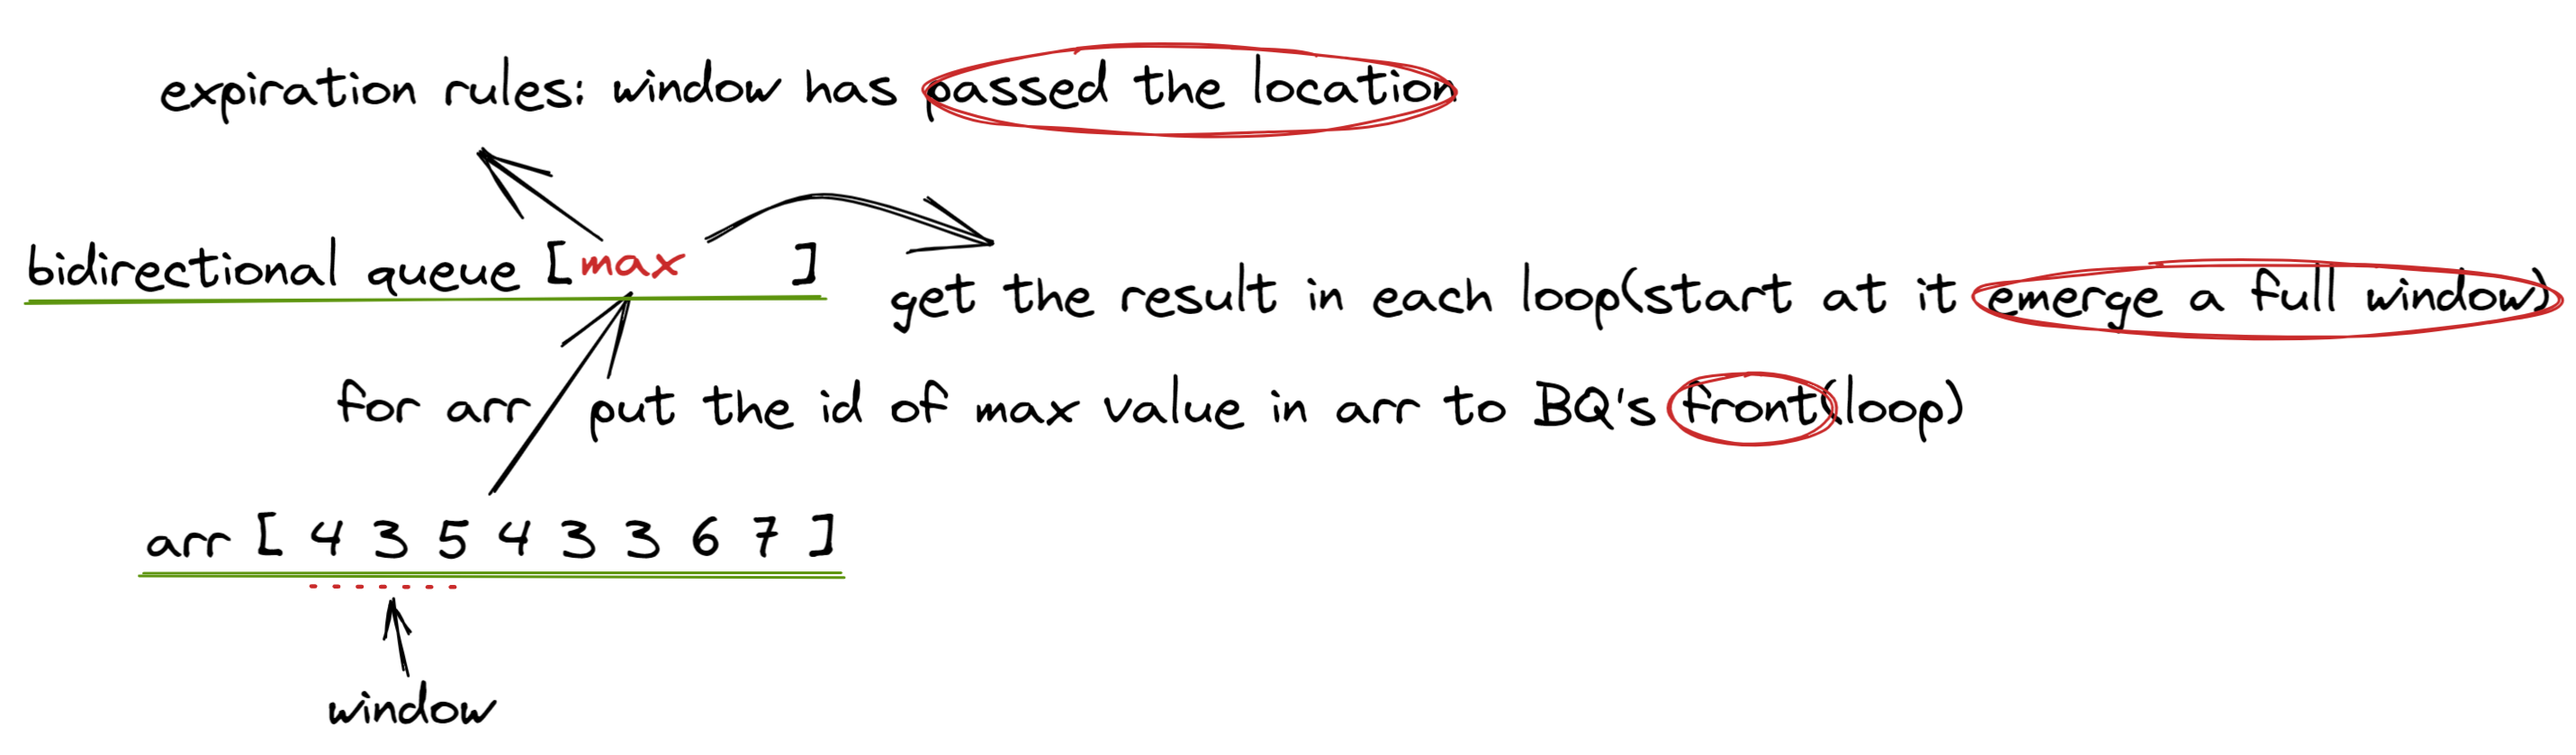 expiration rules: window has passed the location
bidirectional queue [max ]
get the result in each loop(start at it emerge a full window)
for arr put the id of max value in arr to BQ's front(loop)
arr [ 4 3 5 4 3 3 6 7 ]
window